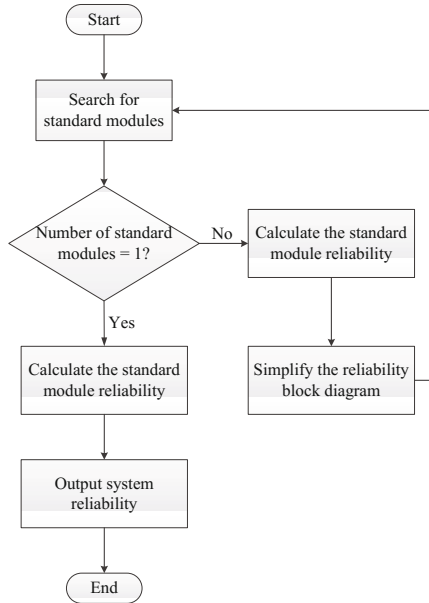 Start
Search for
standard modules
Number of standard
modules = 1?
No
Calculate the standard
module reliability
Yes
Calculate the standard
module reliability
Simplify the reliability
block diagram
Output system
reliability
End